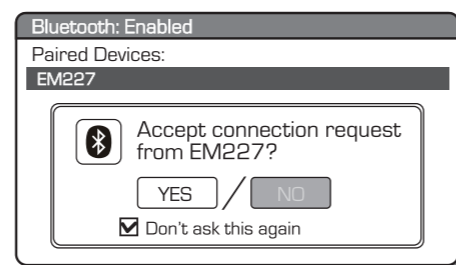 Bluetooth: Enabled
Paired Devices:
EM227
Accept connection request
from EM227?
YES / NO
Don't ask this again